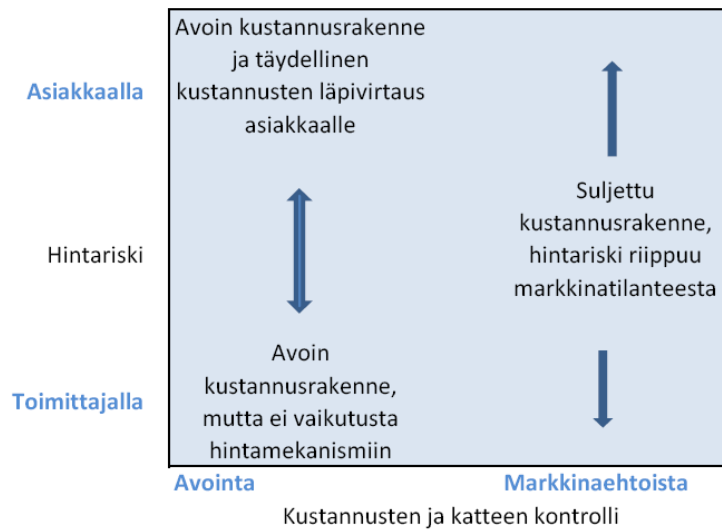 Avoin kustannusrakenne
ja täydellinen
kustannusten läpivirtaus
asiakkaalle
Asiakkaalla
Suljettu
kustannusrakenne,
hintariski riippuu
markkinatilanteesta
Hintariski
Avoin
kustannusrakenne,
mutta ei vaikutusta
hintamekanismiin
Toimittajalla
Avointa
Markkinaehtoista
Kustannusten ja katteen kontrolli